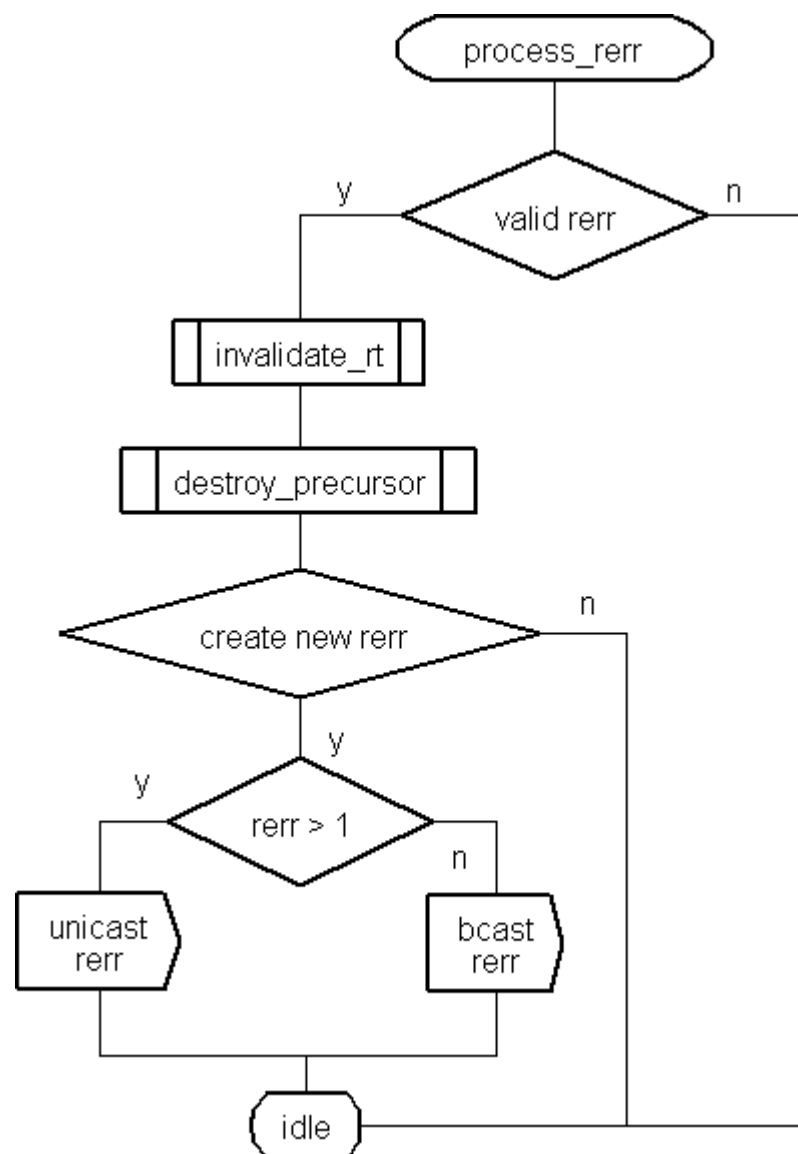 process_rerr
y
n
valid rerr
invalidate_rt
destroy_precursor
n
create new rerr
y
y
rerr > 1
n
unicast
rerr
bcast
rerr
idle